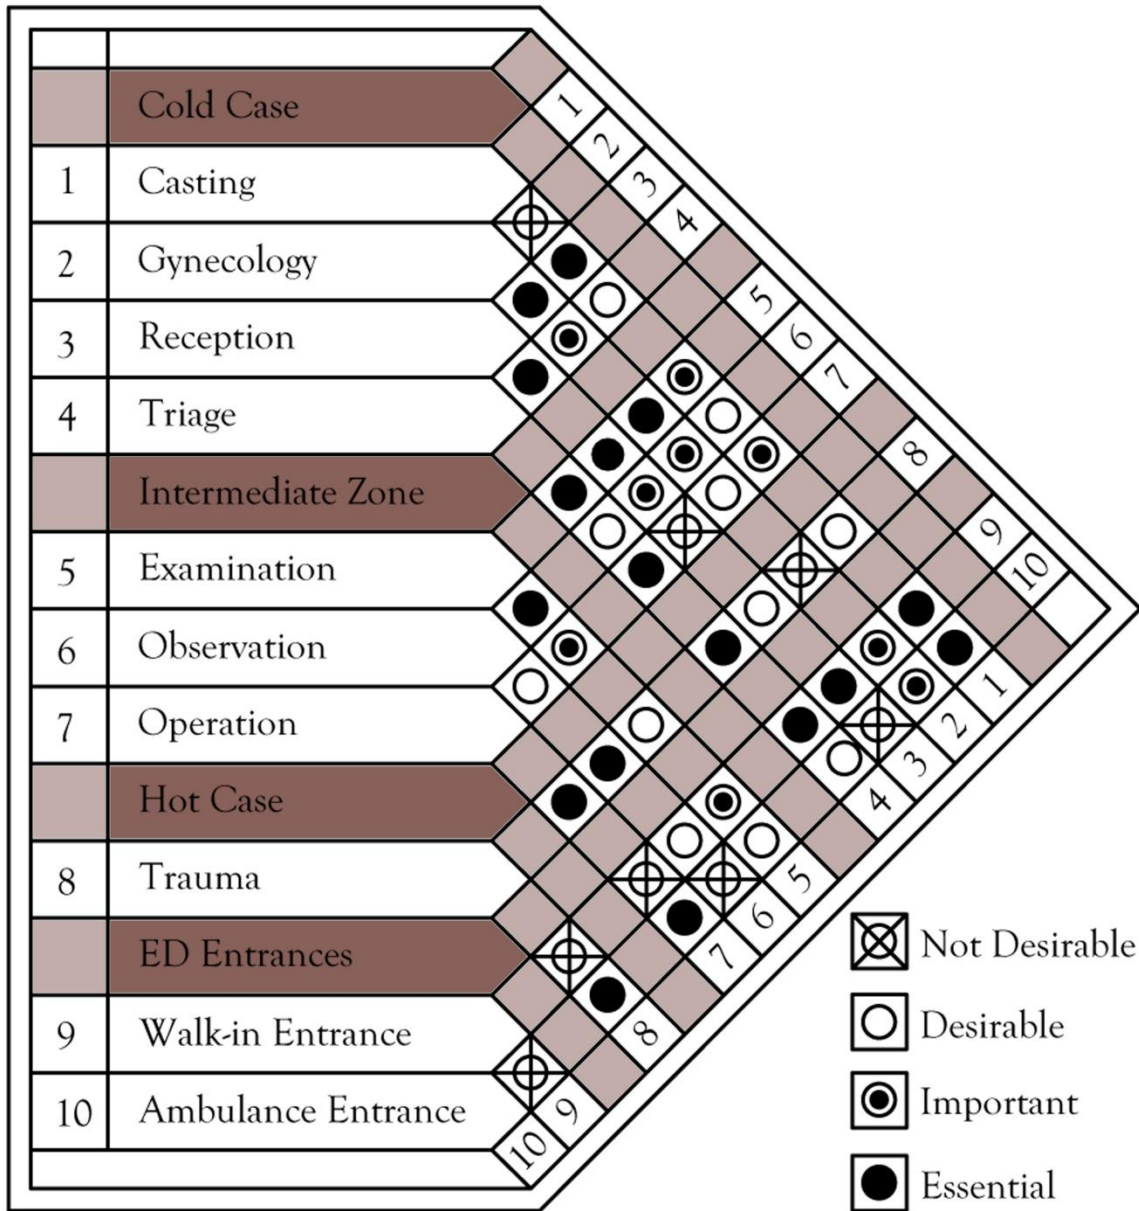 Cold Case
1 Casting
2 Gynecology
3 Reception
4 Triage
Intermediate Zone
5 Examination
6 Observation
7 Operation
Hot Case
8 Trauma
ED Entrances
9 Walk-in Entrance
10 Ambulance Entrance
1
2
3
4
5
6
7
8
9
10
1
2
3
4
5
6
7
8
9
10
Not Desirable
Desirable
Important
Essential